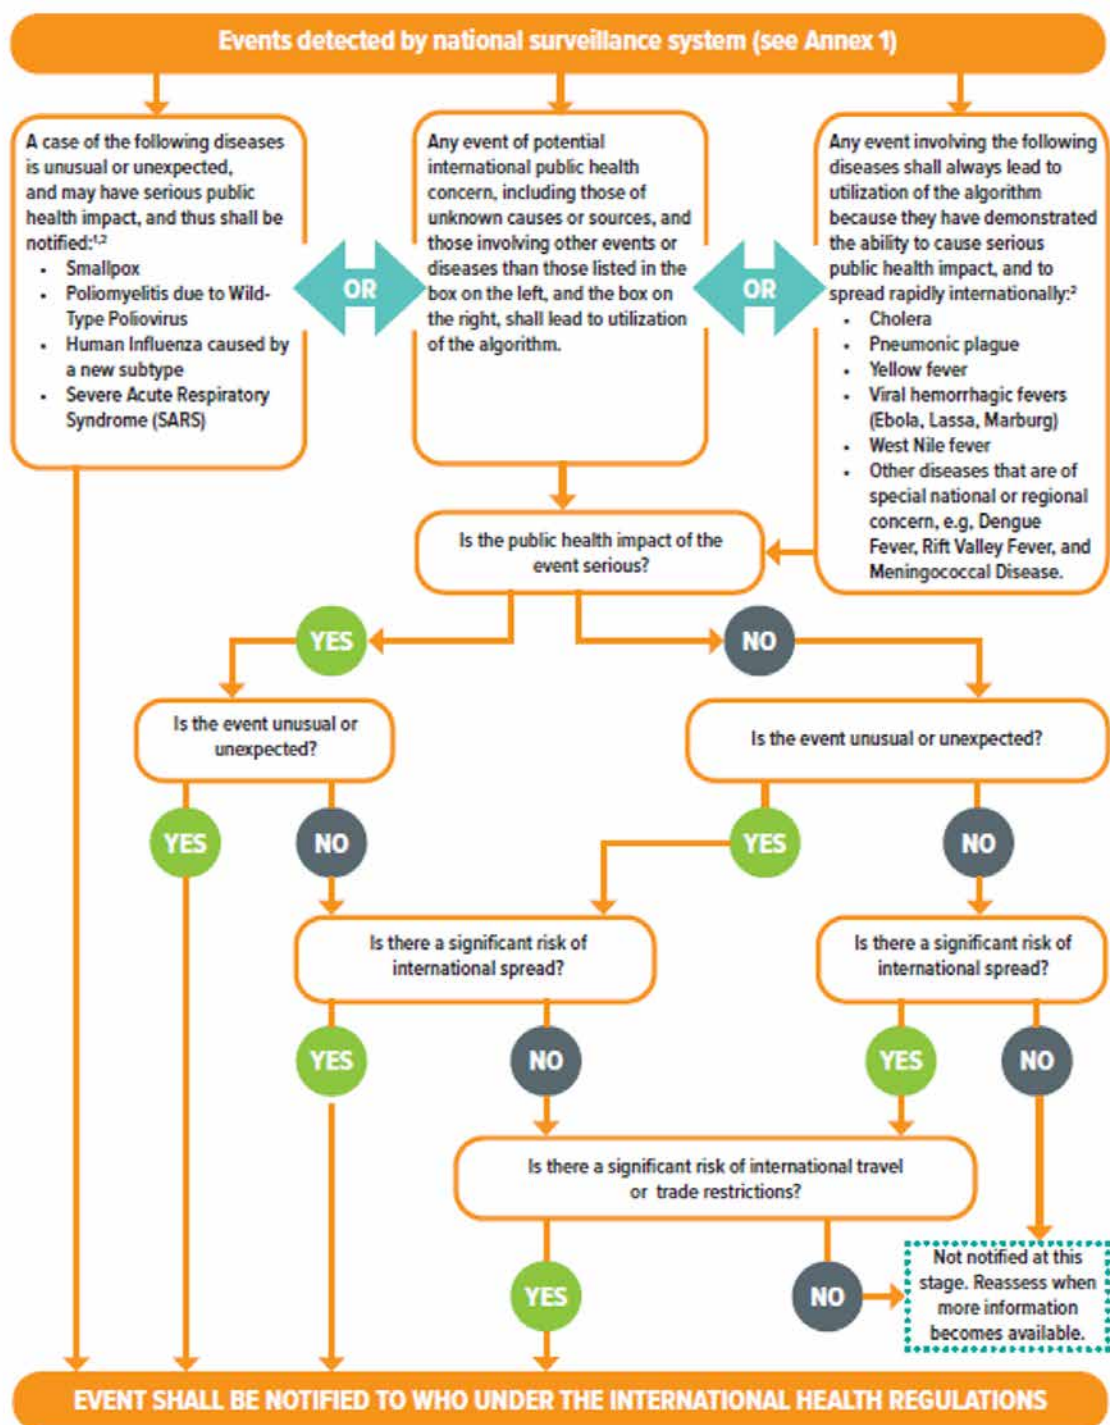 Events detected by national surveillance system (see Annex 1)
A case of the following diseases
is unusual or unexpected,
and may have serious public
health impact, and thus shall be
notified:1,2
• Smallpox
• Poliomyelitis due to Wild-
Type Poliovirus
• Human Influenza caused by
a new subtype
• Severe Acute Respiratory
Syndrome (SARS)
OR
Any event of potential
international public health
concern, including those of
unknown causes or sources, and
those involving other events or
diseases than those listed in the
box on the left, and the box on
the right, shall lead to utilization
of the algorithm.
OR
Any event involving the following
diseases shall always lead to
utilization of the algorithm
because they have demonstrated
the ability to cause serious
public health impact, and to
spread rapidly internationally:2
• Cholera
• Pneumonic plague
• Yellow fever
• Viral hemorrhagic fevers
(Ebola, Lassa, Marburg)
• West Nile fever
• Other diseases that are of
special national or regional
concern, e.g, Dengue
Fever, Rift Valley Fever, and
Meningococcal Disease.
Is the public health impact of the
event serious?
YES
NO
Is the event unusual or
unexpected?
Is the event unusual or unexpected?
YES
NO
YES
NO
Is there a significant risk of
international spread?
Is there a significant risk of
international spread?
YES
NO
YES
NO
Is there a significant risk of international travel
or trade restrictions?
YES
NO
Not notified at this
stage. Reassess when
more information
becomes available.
EVENT SHALL BE NOTIFIED TO WHO UNDER THE INTERNATIONAL HEALTH REGULATIONS